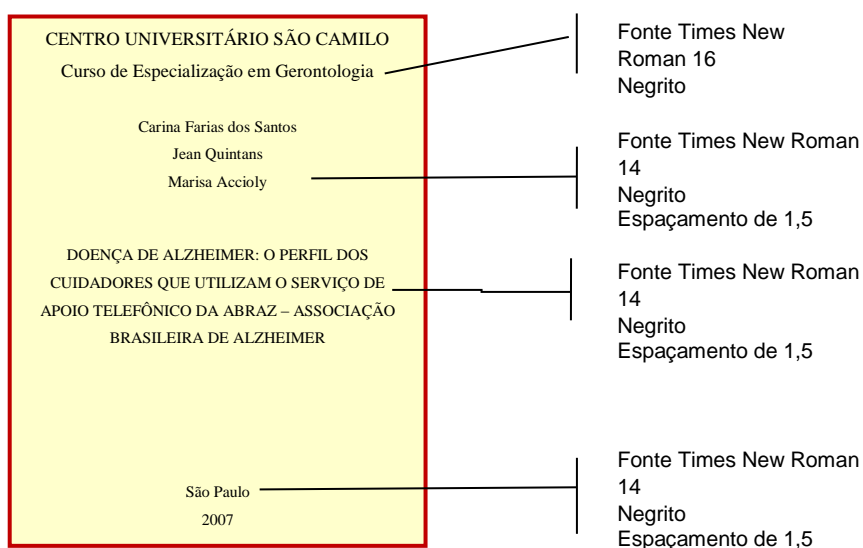 CENTRO UNIVERSITÁRIO SÃO CAMILO
Curso de Especialização em Gerontologia
Fonte Times New
Roman 16
Negrito
Carina Farias dos Santos
Jean Quintans
Marisa Accioly
Fonte Times New Roman
14
Negrito
Espaçamento de 1,5
DOENÇA DE ALZHEIMER: O PERFIL DOS
CUIDADORES QUE UTILIZAM O SERVIÇO DE
APOIO TELEFÔNICO DA ABRAZ – ASSOCIAÇÃO
BRASILEIRA DE ALZHEIMER
Fonte Times New Roman
14
Negrito
Espaçamento de 1,5
São Paulo
2007
Fonte Times New Roman
14
Negrito
Espaçamento de 1,5